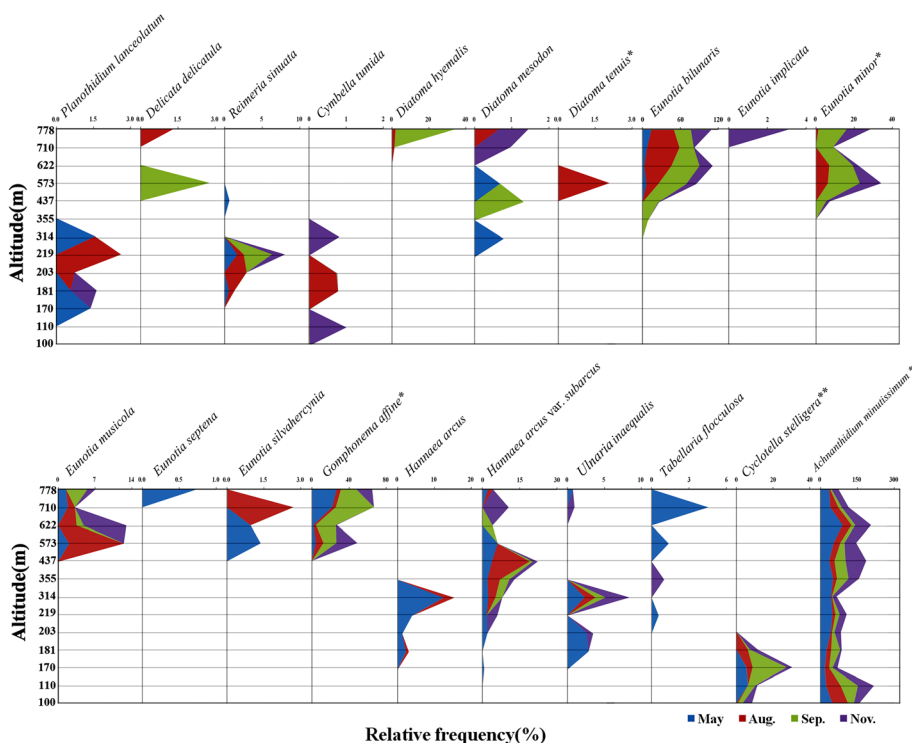 Planothidium lanceolatum
Delicata delicatula
Reimeria sinuata
Cymbella tumida
Diatoma hyemalis
Diatoma mesodon
Diatoma tenuis*
Eunotia bilunaris
Eunotia implicata
Eunotia minor*
0.0 1.5 3.0 0.0 1.5 3.0 0 5 10 0 1 2 0 20 40 0 1 2 0.0 1.5 3.0 0 60 120 0 2 4 0 20 40
Altitude(m)
778
710
622
573
437
355
314
219
203
181
170
110
100
Eunotia musicola
Eunotia septena
Eunotia silvahercynia
Gomphonema affine*
Hannaea arcus
Hannaea arcus var. subarcus
Ulnaria inaequalis
Tabellaria flocculosa
Cyclotella stelligera**
Achnanthidium minutissimum*
0 7 14 0.0 0.5 1.0 0.0 1.5 3.0 0 40 80 0 10 20 0 15 30 0 5 10 0 3 6 0 20 40 0 150 300
Altitude(m)
778
710
622
573
437
355
314
219
203
181
170
110
100
May Aug. Sep. Nov.
Relative frequency(%)